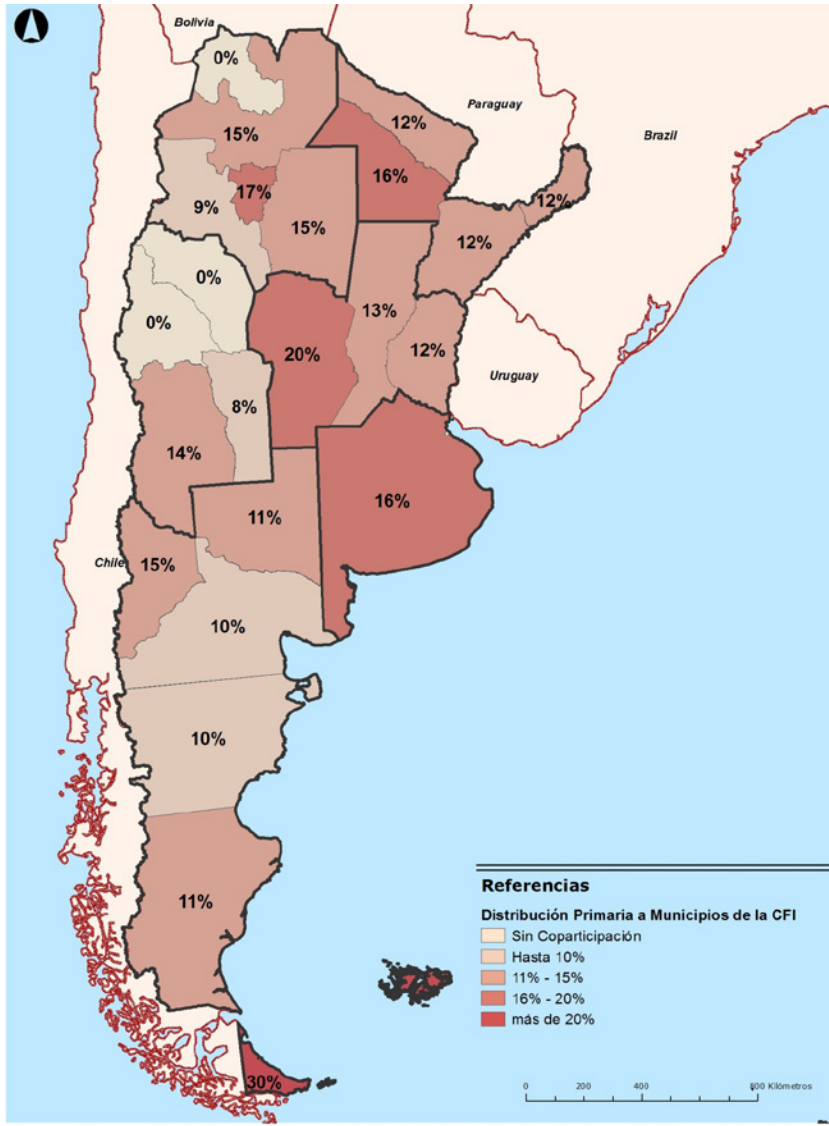 Bolivia
0%
Paraguay
12%
15%
Brazil
16%
17%
12%
9%
15%
12%
0%
13%
0%
20%
12%
Uruguay
8%
14%
16%
11%
Chile
15%
10%
10%
11%
Referencias
Distribución Primaria a Municipios de la CFI
Sin Coparticipación
Hasta 10%
11% - 15%
16% - 20%
más de 20%
30%
0 200 400 800 Kilómetros